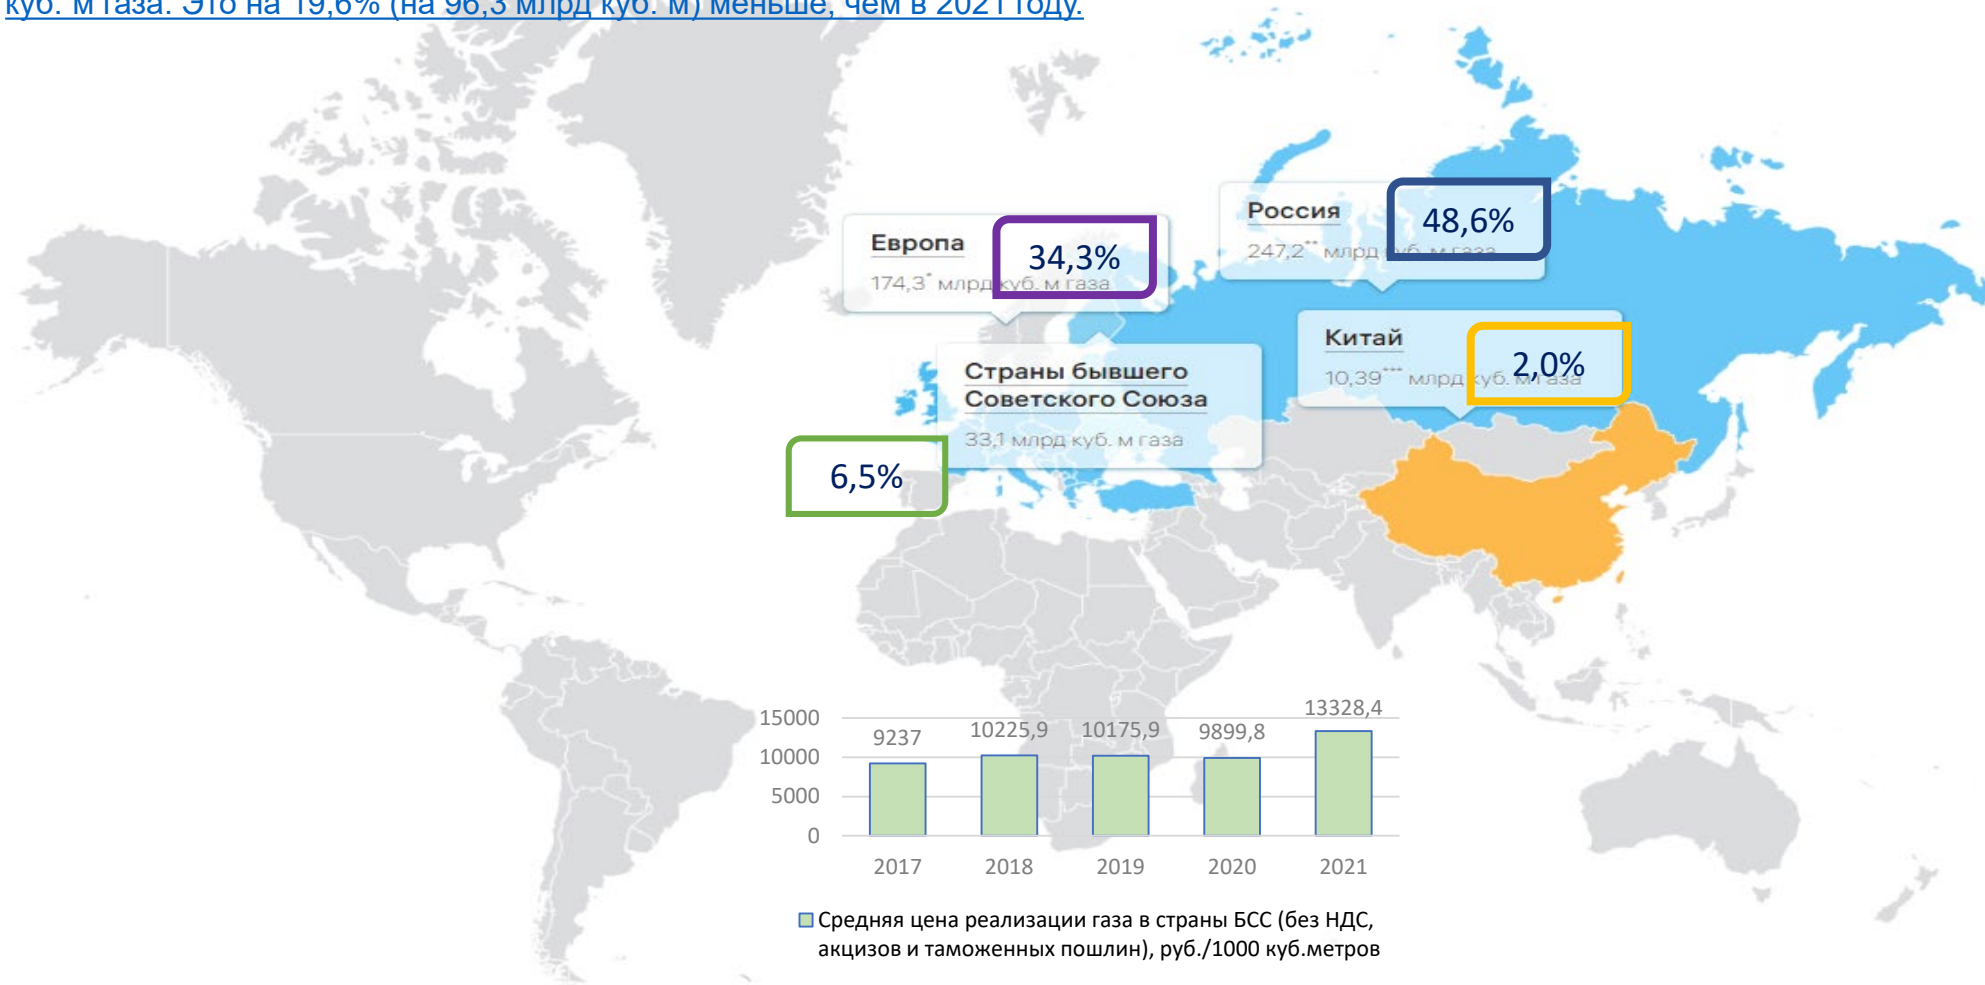 куб. м газа. Это на 19,6% (на 96,3 млрд куб. м) меньше, чем в 2021 году.
Россия
48,6%
247,2** млрд куб. м газа
Европа
34,3%
174,3* млрд куб. м газа
Китай
2,0%
10,39*** млрд куб. м газа
Страны бывшего
Советского Союза
33,1 млрд куб. м газа
6,5%
15000
10000
5000
0
9237
10225,9
10175,9
9899,8
13328,4
2017
2018
2019
2020
2021
Средняя цена реализации газа в страны БСС (без НДС,
акцизов и таможенных пошлин), руб./1000 куб.метров